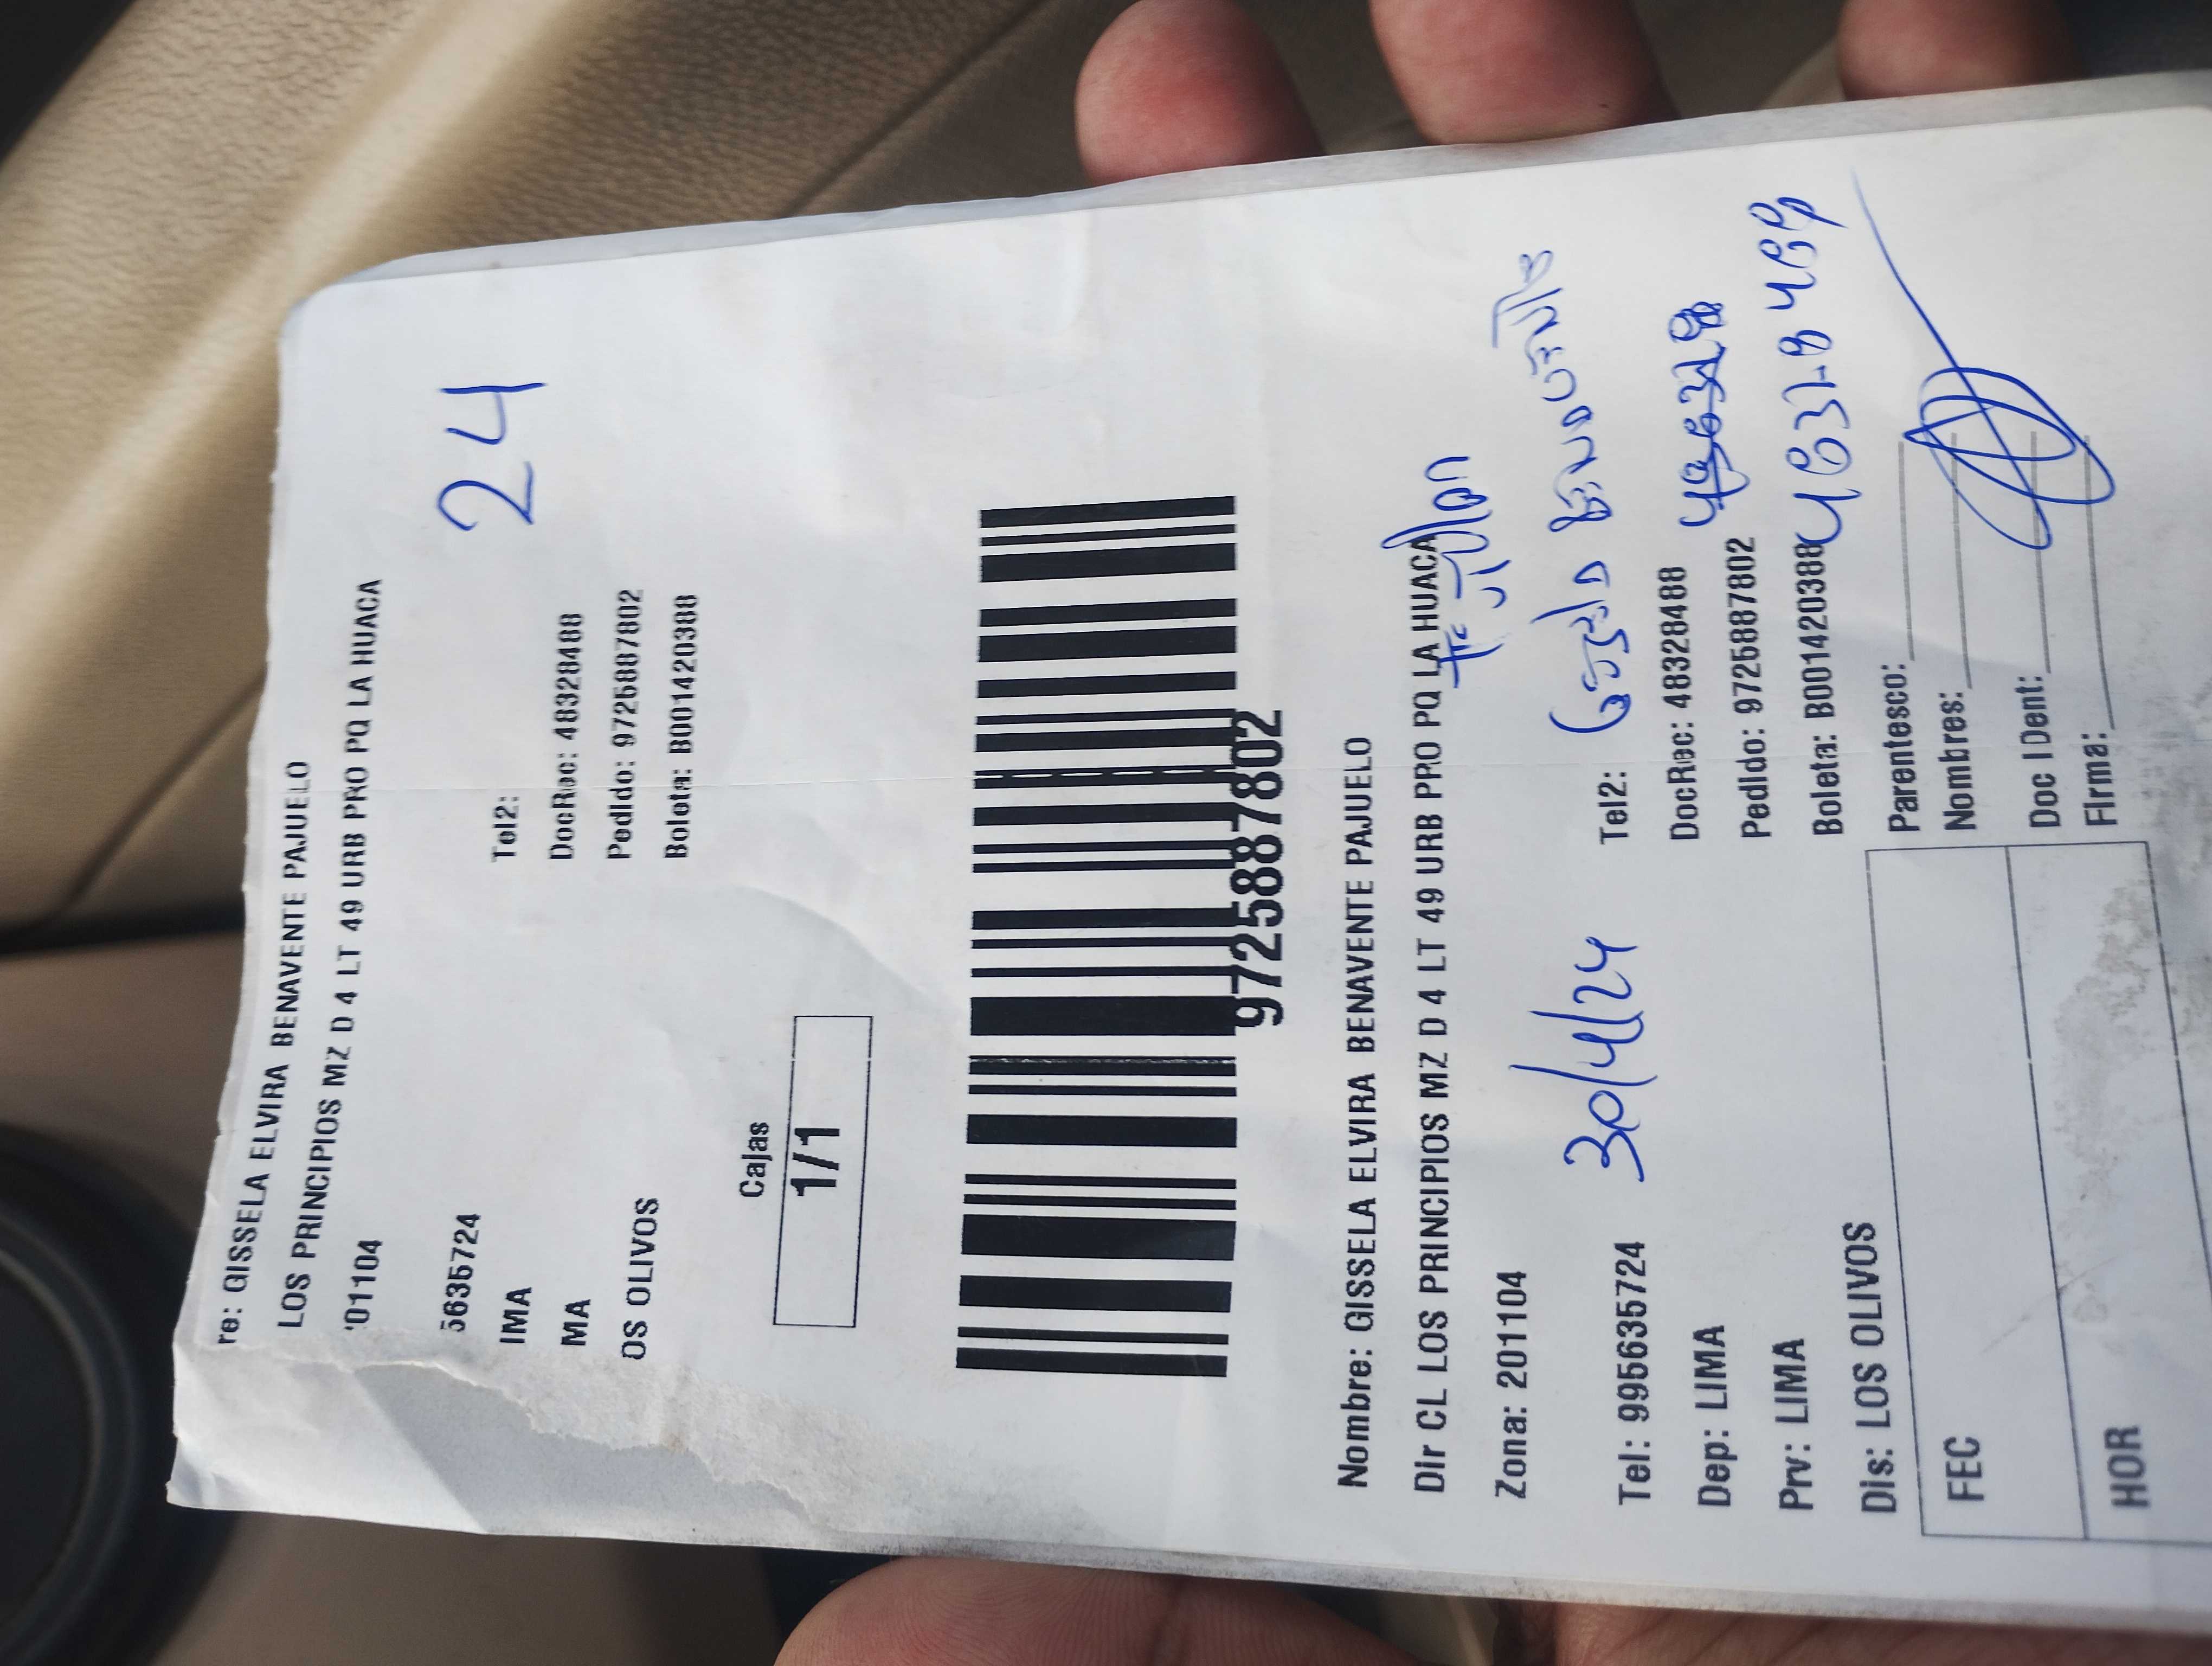 re: GISSELA ELVIRA BENAVENTE PAJUELO
LOS PRINCIPIOS MZ D 4 LT 49 URB PRO PQ LA HUACA
01104
24
5635724 Tel2:
IMA DocRec: 48328488
MA Pedido: 97258887802
OS OLIVOS Boleta: B001420388
Cajas
1/1
97258887802
Nombre: GISSELA ELVIRA BENAVENTE PAJUELO
Dir CL LOS PRINCIPIOS MZ D 4 LT 49 URB PRO PQ LA HUACA
Zona: 201104
30/4/24
Tel: 995635724 Tel2:
Dep: LIMA DocRec: 48328488
Prv: LIMA Pedido: 97258887802
Dis: LOS OLIVOS Boleta: B001420388
FEC Parentesco:
Nombres:
HOR Doc IDent:
Firma: